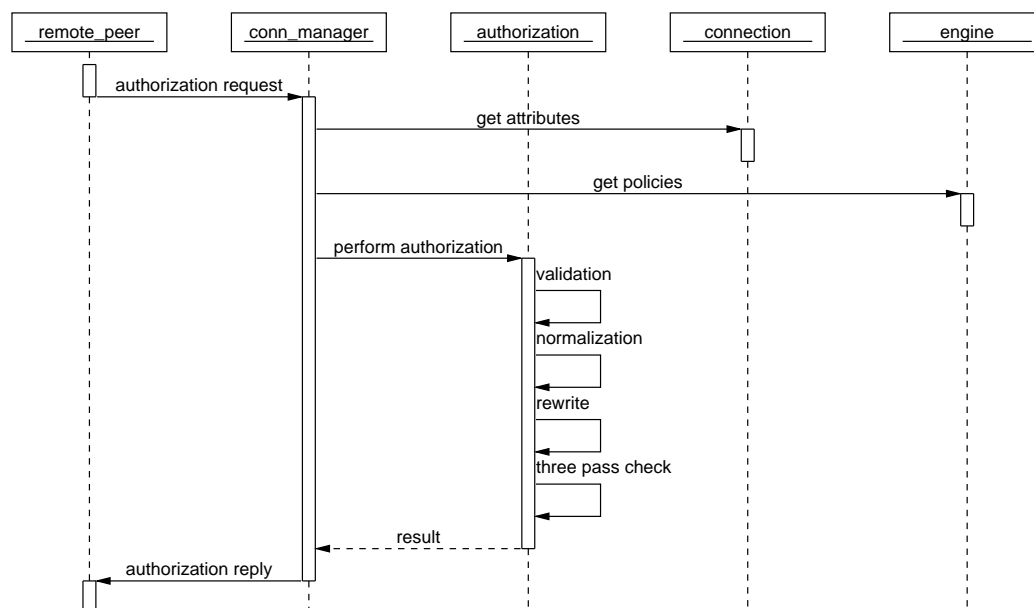 remote_peer
conn_manager
authorization
connection
engine
authorization request
get attributes
get policies
perform authorization
validation
normalization
rewrite
three pass check
result
authorization reply